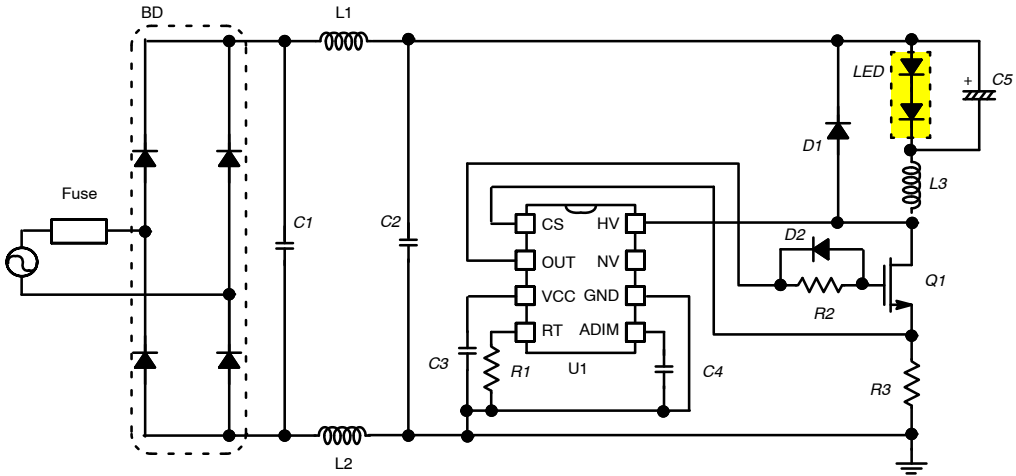 BD
L1
LED
+
C5
D1
Fuse
L3
C1
C2
CS
HV
D2
OUT
NV
Q1
VCC
GND
R2
RT
ADIM
C3
R1
U1
C4
R3
L2